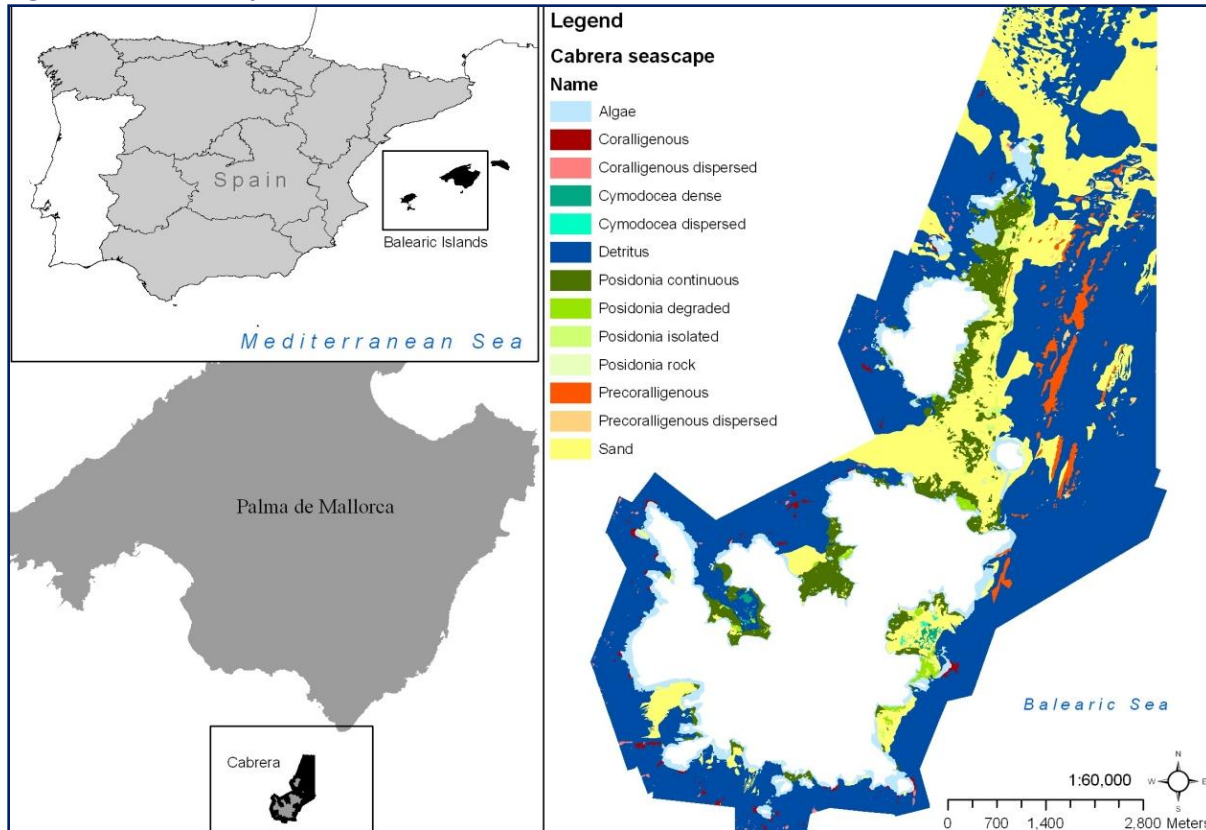 Spain
Balearic Islands
Mediterranean Sea
Palma de Mallorca
Cabrera
Legend
Cabrera seascape
Name
Algae
Coralligenous
Coralligenous dispersed
Cymodocea dense
Cymodocea dispersed
Detritus
Posidonia continuous
Posidonia degraded
Posidonia isolated
Posidonia rock
Precoralligenous
Precoralligenous dispersed
Sand
Balearic Sea
1:60,000
N
W E
S
0 700 1,400 2,800 Meters